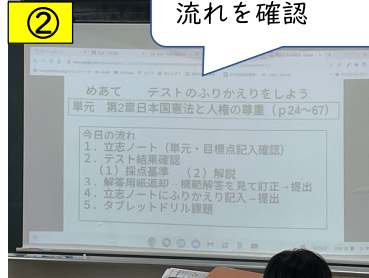 ②
流れを確認
めあて テストのふりかえりをしよう
単元 第2章日本国憲法と人権の尊重（p24～67）
今日の流れ
1．立志ノート（単元・目標点記入確認）
2．テスト結果確認
（1）採点基準 （2）解説
3．解答用紙返却→模範解答を見て訂正→提出
4．立志ノートにふりかえり記入→提出
5．タブレットドリル課題